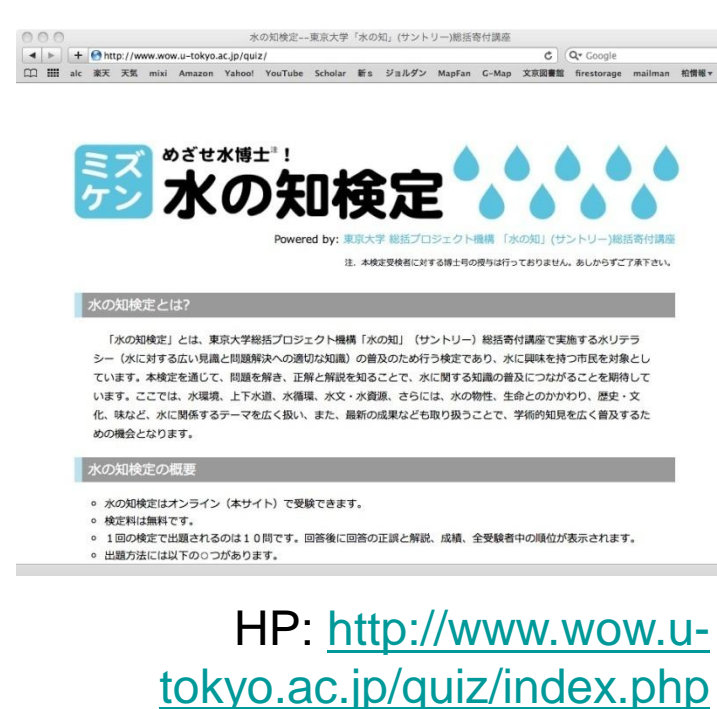 水の知検定--東京大学「水の知」(サントリー)総括寄付講座
http://www.wow.u-tokyo.ac.jp/quiz/
Google
alc 楽天 天気 mixi Amazon Yahoo! YouTube Scholar 新s ジョルダン MapFan G-Map 文京図書館 firestorage mailman 柏情報
ミズケン
めざせ水博士注！
水の知検定
Powered by: 東京大学 総括プロジェクト機構 「水の知」(サントリー)総括寄付講座
注．本検定受検者に対する博士号の授与は行っておりません。あしからずご了承下さい。
水の知検定とは?
「水の知検定」とは、東京大学総括プロジェクト機構「水の知」（サントリー）総括寄付講座で実施する水リテラ
シー（水に対する広い見識と問題解決への適切な知識）の普及のため行う検定であり、水に興味を持つ市民を対象とし
ています。本検定を通じて、問題を解き、正解と解説を知ることで、水に関する知識の普及につながることを期待して
います。ここでは、水環境、上下水道、水循環、水文・水資源、さらには、水の物性、生命とのかかわり、歴史・文
化、味など、水に関係するテーマを広く扱い、また、最新の成果なども取り扱うことで、学術的知見を広く普及するた
めの機会となります。
水の知検定の概要
水の知検定はオンライン（本サイト）で受験できます。
検定料は無料です。
１回の検定で出題されるのは１０問です。回答後に回答の正誤と解説、成績、全受験者中の順位が表示されます。
出題方法には以下の○つがあります。
HP: http://www.wow.u-
tokyo.ac.jp/quiz/index.php